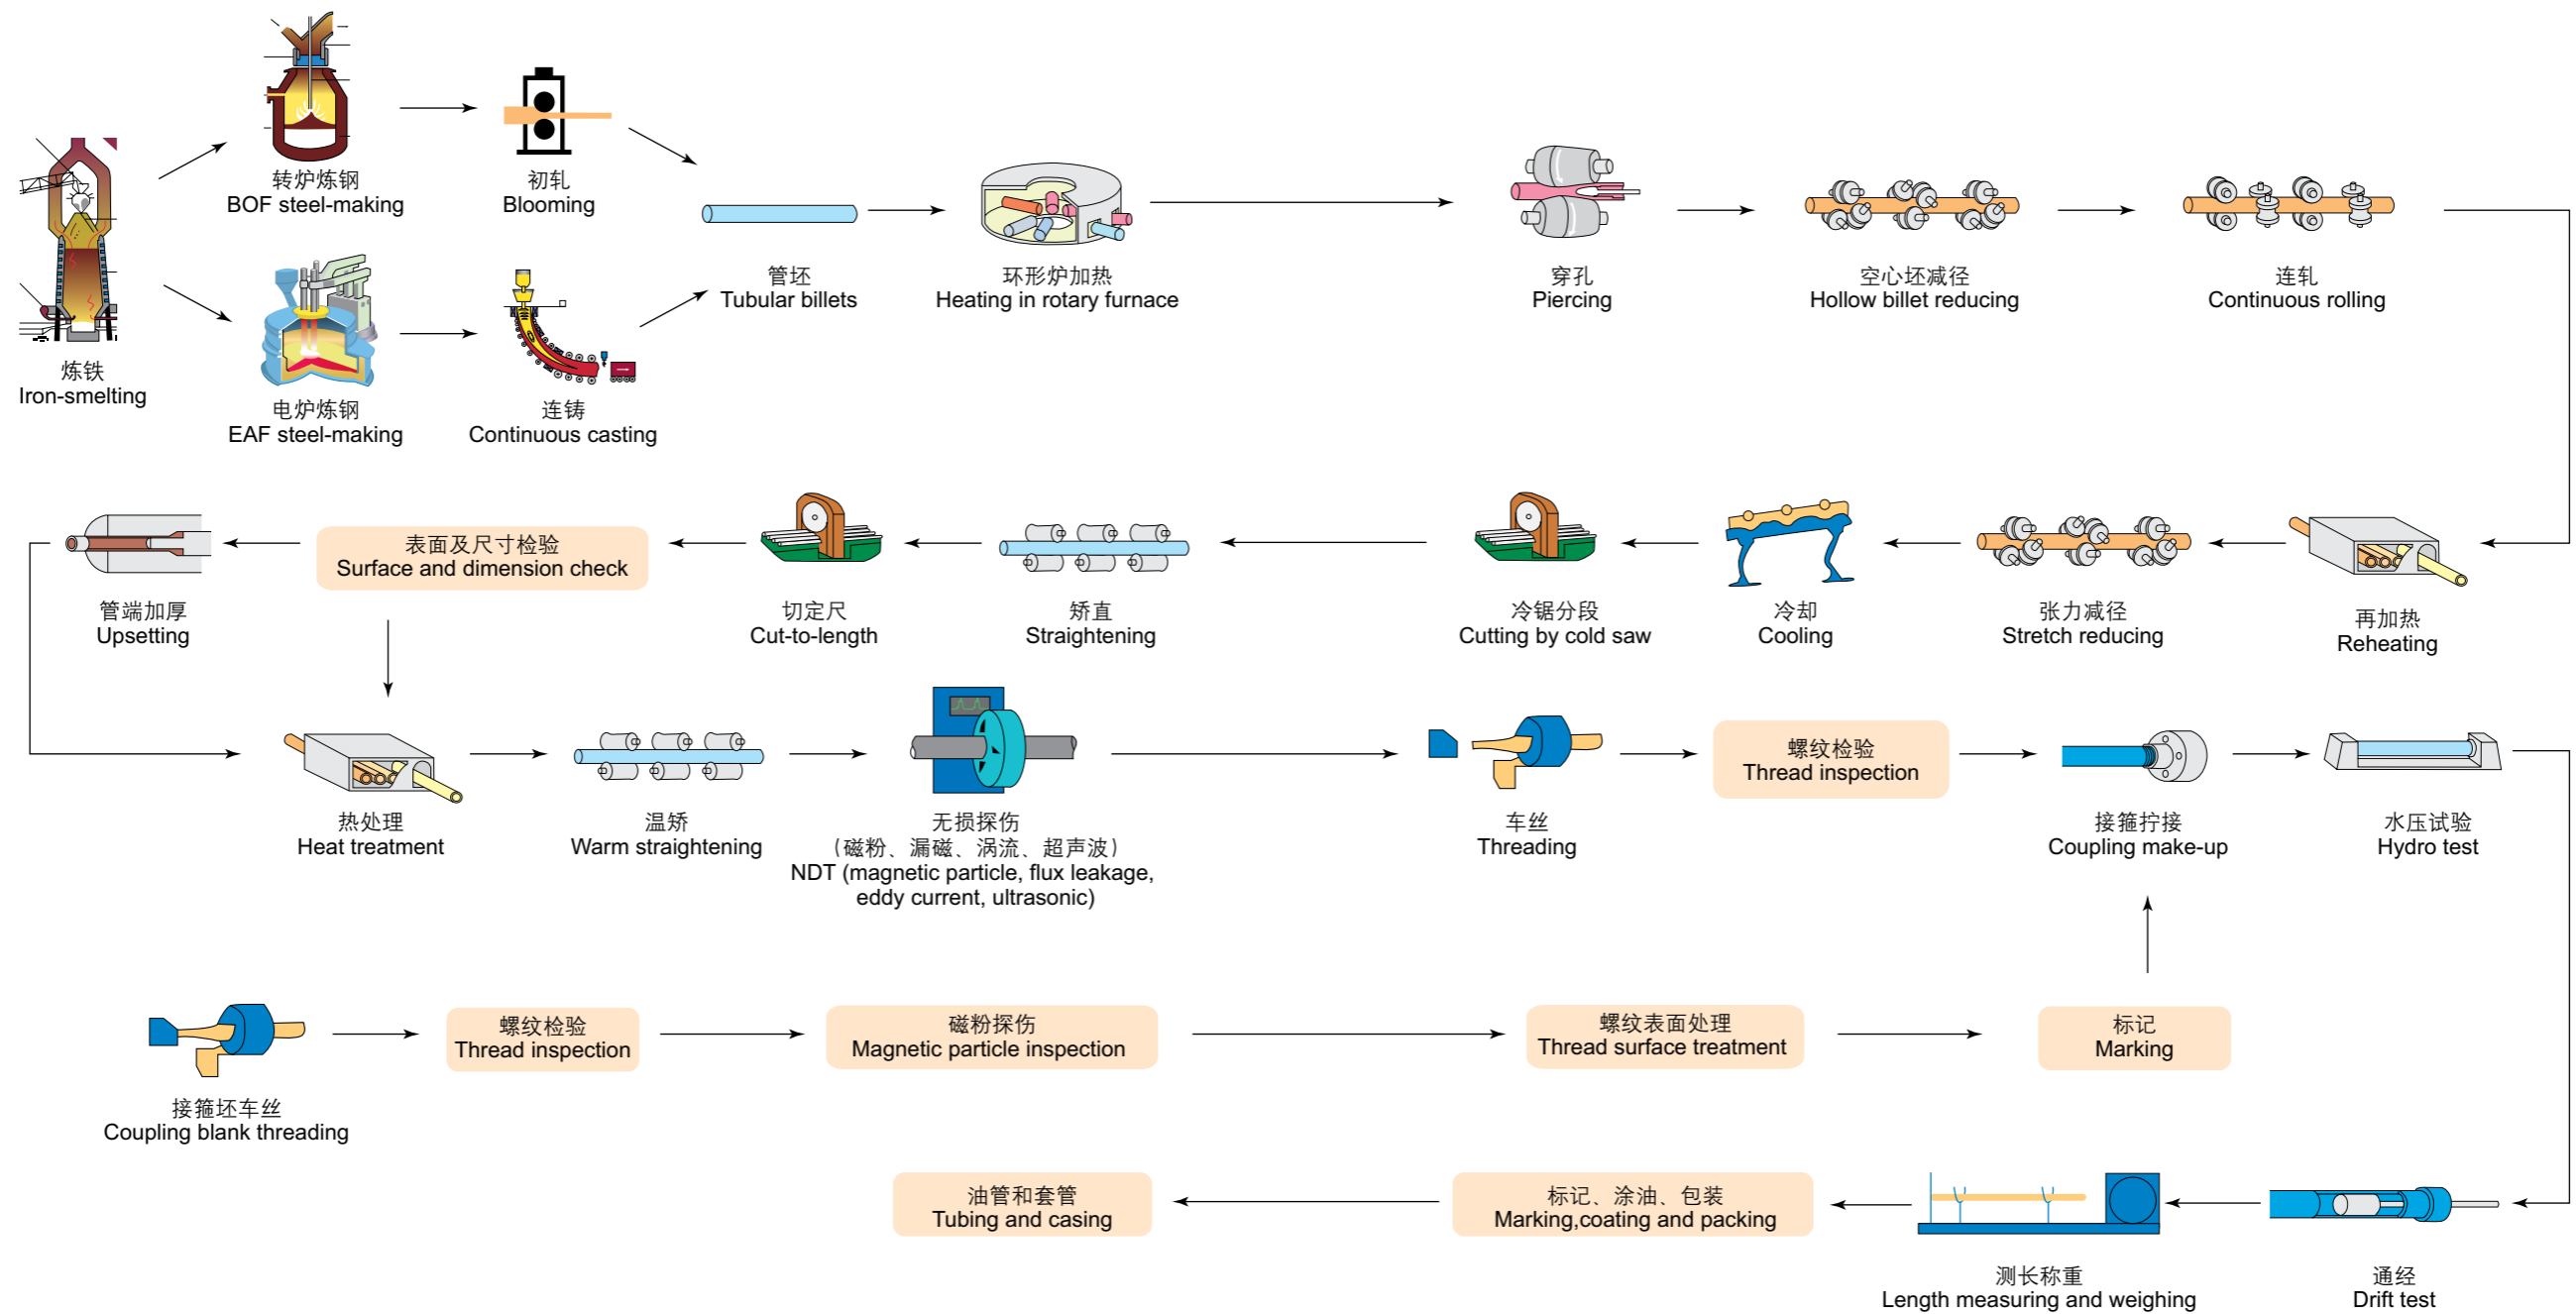 转炉炼钢
BOF steel-making
初轧
Blooming
炼铁
Iron-smelting
电炉炼钢
EAF steel-making
连铸
Continuous casting
管坯
Tubular billets
环形炉加热
Heating in rotary furnace
穿孔
Piercing
空心坯减径
Hollow billet reducing
连轧
Continuous rolling
管端加厚
Upsetting
表面及尺寸检验
Surface and dimension check
切定尺
Cut-to-length
矫直
Straightening
冷锯分段
Cutting by cold saw
冷却
Cooling
张力减径
Stretch reducing
再加热
Reheating
热处理
Heat treatment
温矫
Warm straightening
无损探伤
(磁粉、漏磁、涡流、超声波)
NDT (magnetic particle, flux leakage,
eddy current, ultrasonic)
车丝
Threading
螺纹检验
Thread inspection
接箍拧接
Coupling make-up
水压试验
Hydro test
接箍坯车丝
Coupling blank threading
螺纹检验
Thread inspection
磁粉探伤
Magnetic particle inspection
螺纹表面处理
Thread surface treatment
标记
Marking
油管和套管
Tubing and casing
标记、涂油、包装
Marking,coating and packing
测长称重
Length measuring and weighing
通经
Drift test